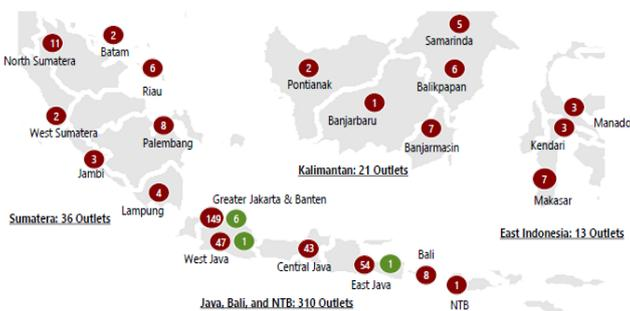 11
North Sumatera
2
Batam
6
Riau
2
West Sumatera
8
Palembang
3
Jambi
4
Lampung
Sumatera: 36 Outlets
5
Samarinda
2
Pontianak
6
Balikpapan
1
Banjarbaru
7
Banjarmasin
Kalimantan: 21 Outlets
3
Manado
3
Kendari
7
Makasar
East Indonesia: 13 Outlets
Greater Jakarta & Banten
149 6
47 1
West Java
43
Central Java
54 1
East Java
Bali
8
1
NTB
Java, Bali, and NTB: 310 Outlets